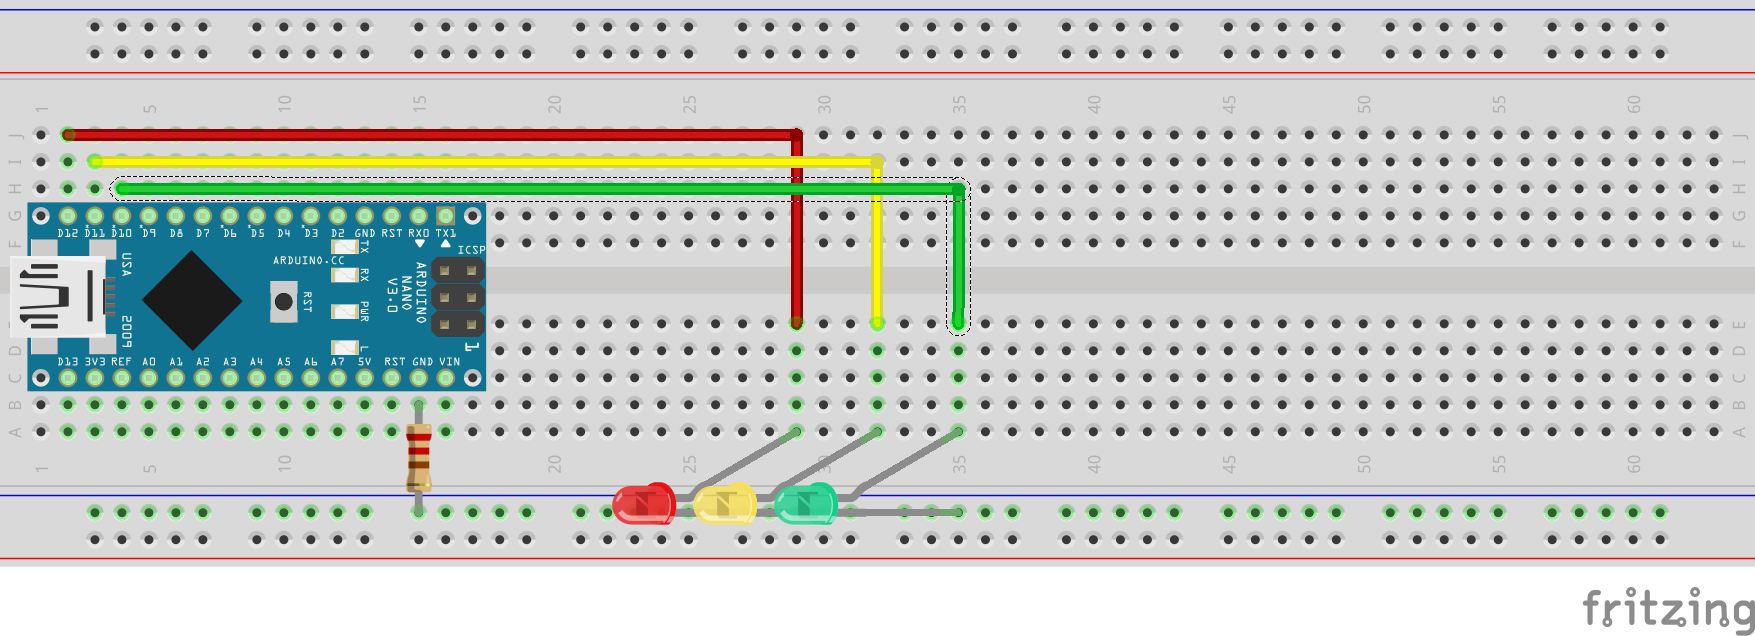 1 5 10 15 20 25 30 35 40 45 50 55 60
J J
I I
H H
G G
F F
D12 *D11 *D10 *D9 D8 D7 *D6 *D5 D4 *D3 D2 GND RST RX0 TX1
TX
ICSP
ARDUINO.CC
USA
RX
RST
ARDUINO
NANO
V3.0
PWR
2009
L
1
E E
D D
D13 3V3 REF A0 A1 A2 A3 A4 A5 A6 A7 5V RST GND VIN
C C
B B
A A
1 5 10 15 20 25 30 35 40 45 50 55 60
fritzing